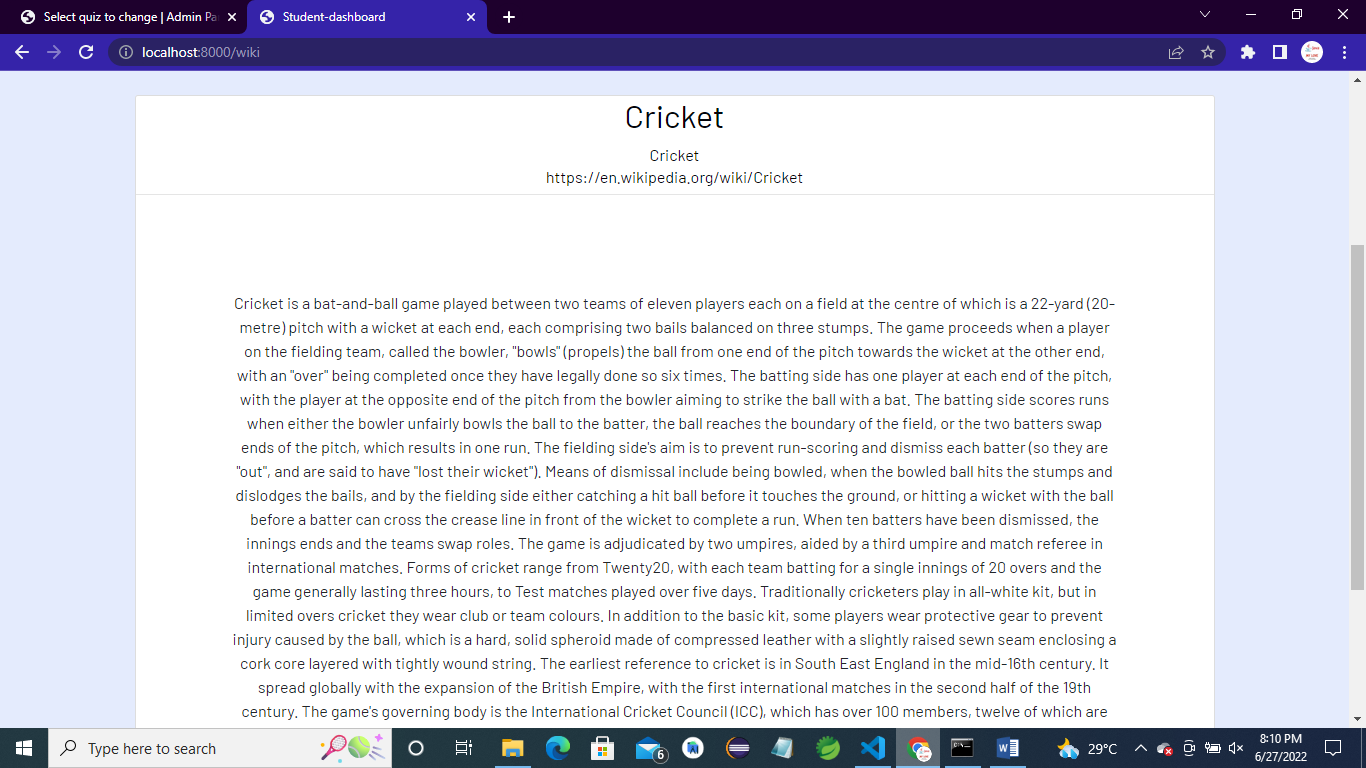 Select quiz to change | Admin Pa
Student-dashboard
localhost:8000/wiki
Cricket
Cricket
https://en.wikipedia.org/wiki/Cricket
Cricket is a bat-and-ball game played between two teams of eleven players each on a field at the centre of which is a 22-yard (20-
metre) pitch with a wicket at each end, each comprising two bails balanced on three stumps. The game proceeds when a player
on the fielding team, called the bowler, "bowls" (propels) the ball from one end of the pitch towards the wicket at the other end,
with an "over" being completed once they have legally done so six times. The batting side has one player at each end of the pitch,
with the player at the opposite end of the pitch from the bowler aiming to strike the ball with a bat. The batting side scores runs
when either the bowler unfairly bowls the ball to the batter, the ball reaches the boundary of the field, or the two batters swap
ends of the pitch, which results in one run. The fielding side's aim is to prevent run-scoring and dismiss each batter (so they are
"out", and are said to have "lost their wicket"). Means of dismissal include being bowled, when the bowled ball hits the stumps and
dislodges the bails, and by the fielding side either catching a hit ball before it touches the ground, or hitting a wicket with the ball
before a batter can cross the crease line in front of the wicket to complete a run. When ten batters have been dismissed, the
innings ends and the teams swap roles. The game is adjudicated by two umpires, aided by a third umpire and match referee in
international matches. Forms of cricket range from Twenty20, with each team batting for a single innings of 20 overs and the
game generally lasting three hours, to Test matches played over five days. Traditionally cricketers play in all-white kit, but in
limited overs cricket they wear club or team colours. In addition to the basic kit, some players wear protective gear to prevent
injury caused by the ball, which is a hard, solid spheroid made of compressed leather with a slightly raised sewn seam enclosing a
cork core layered with tightly wound string. The earliest reference to cricket is in South East England in the mid-16th century. It
spread globally with the expansion of the British Empire, with the first international matches in the second half of the 19th
century. The game's governing body is the International Cricket Council (ICC), which has over 100 members, twelve of which are
Type here to search
6
29°C
8:10 PM
6/27/2022